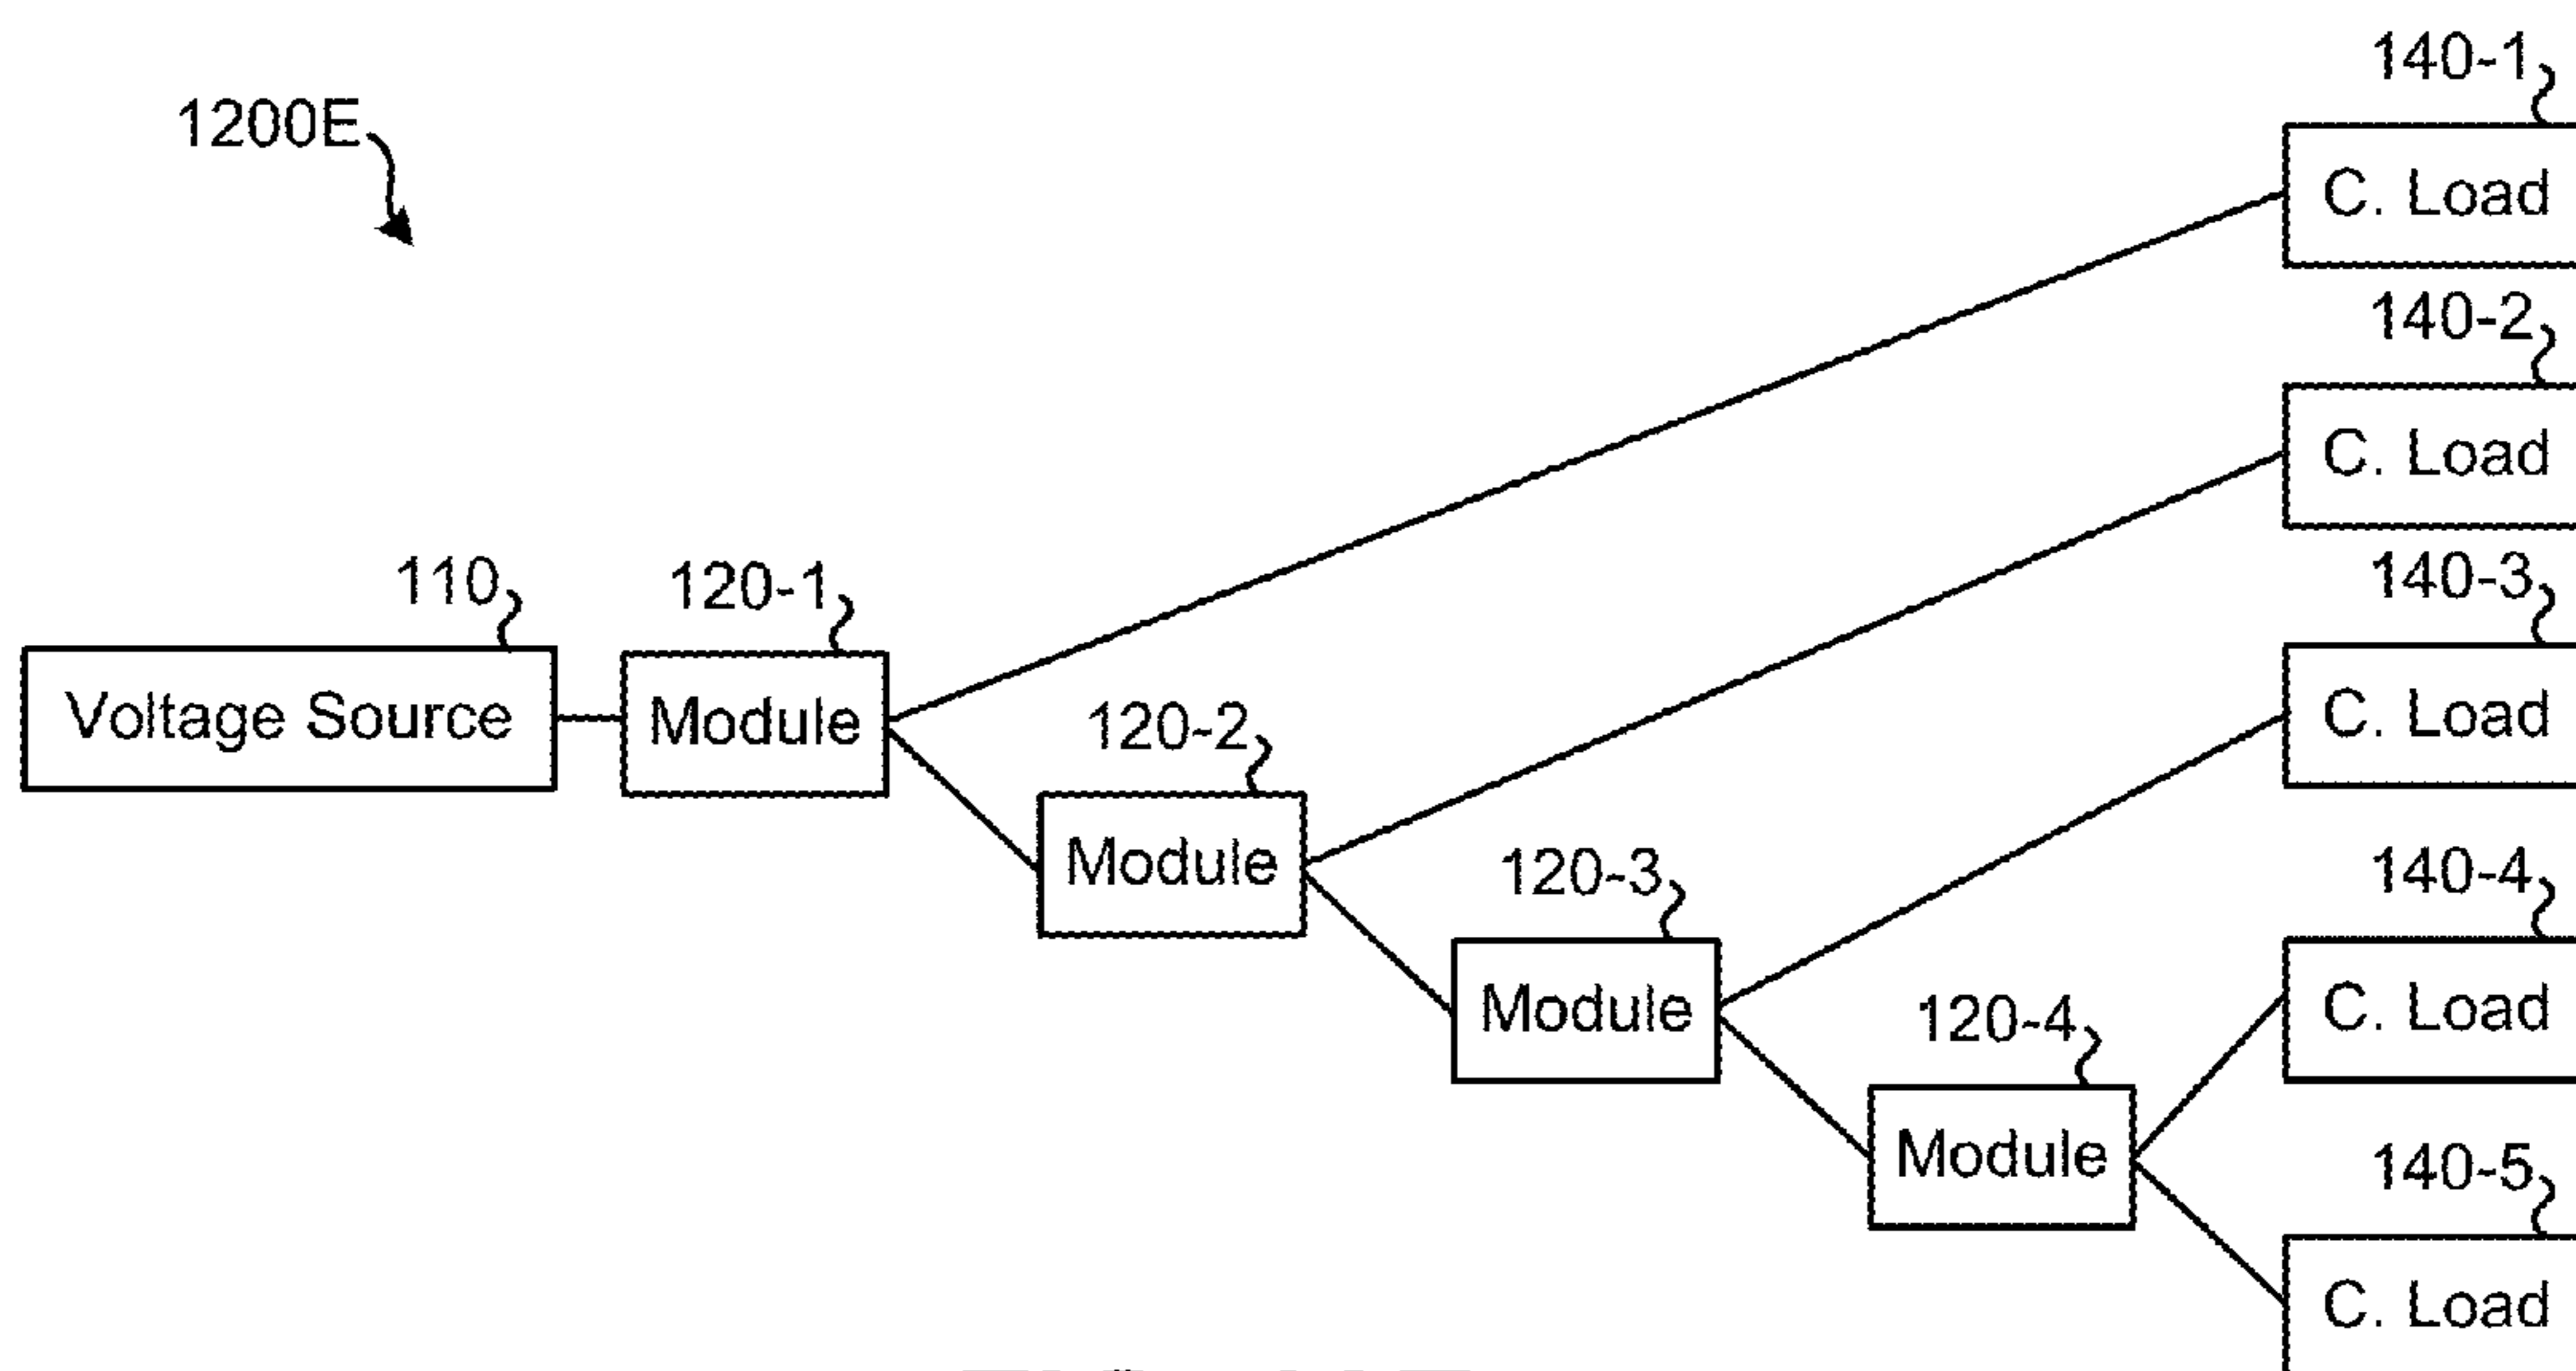 140-1
1200E
C. Load
140-2
C. Load
110
120-1
140-3
Voltage Source
Module
C. Load
120-2
Module
120-3
140-4
Module
C. Load
120-4
Module
140-5
C. Load